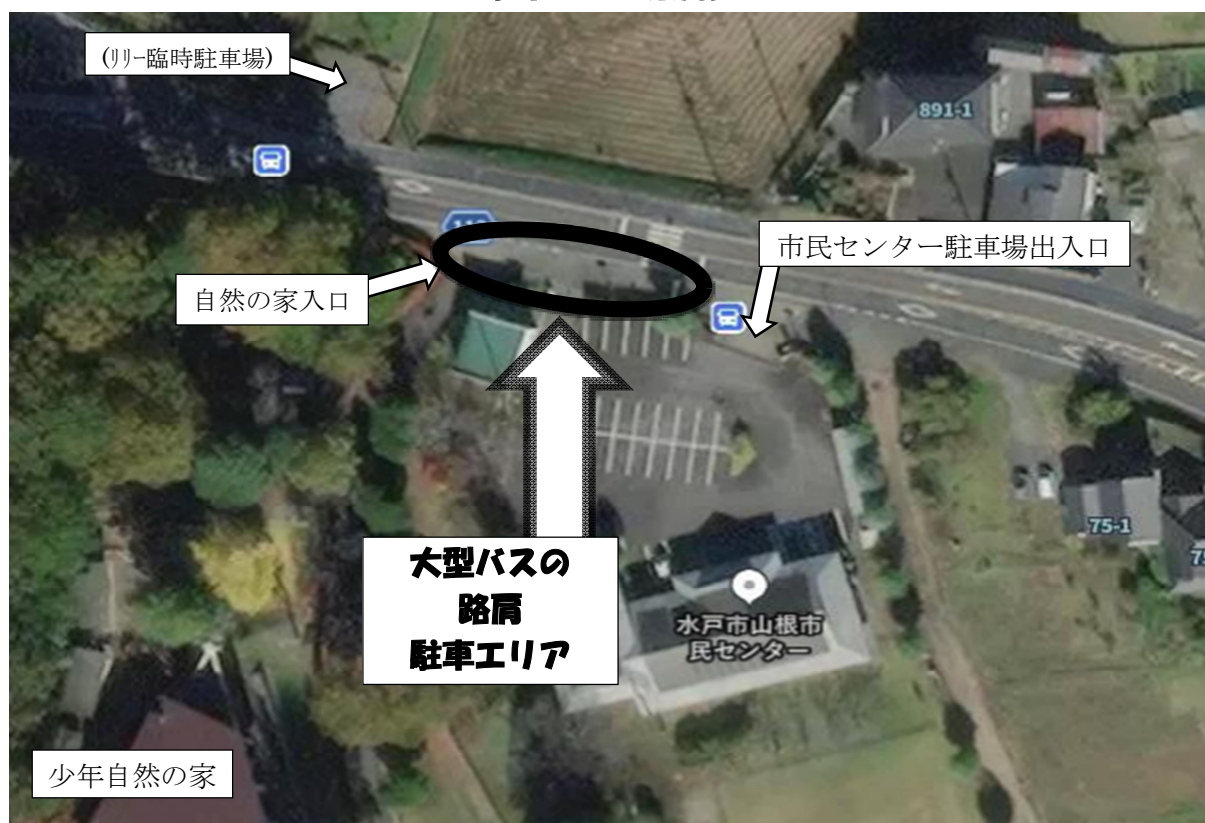 (ﾘﾘｰ臨時駐車場)
891-1
市民センター駐車場出入口
自然の家入口
大型バスの
路肩
駐車エリア
水戸市山根市
民センター
75-1
少年自然の家